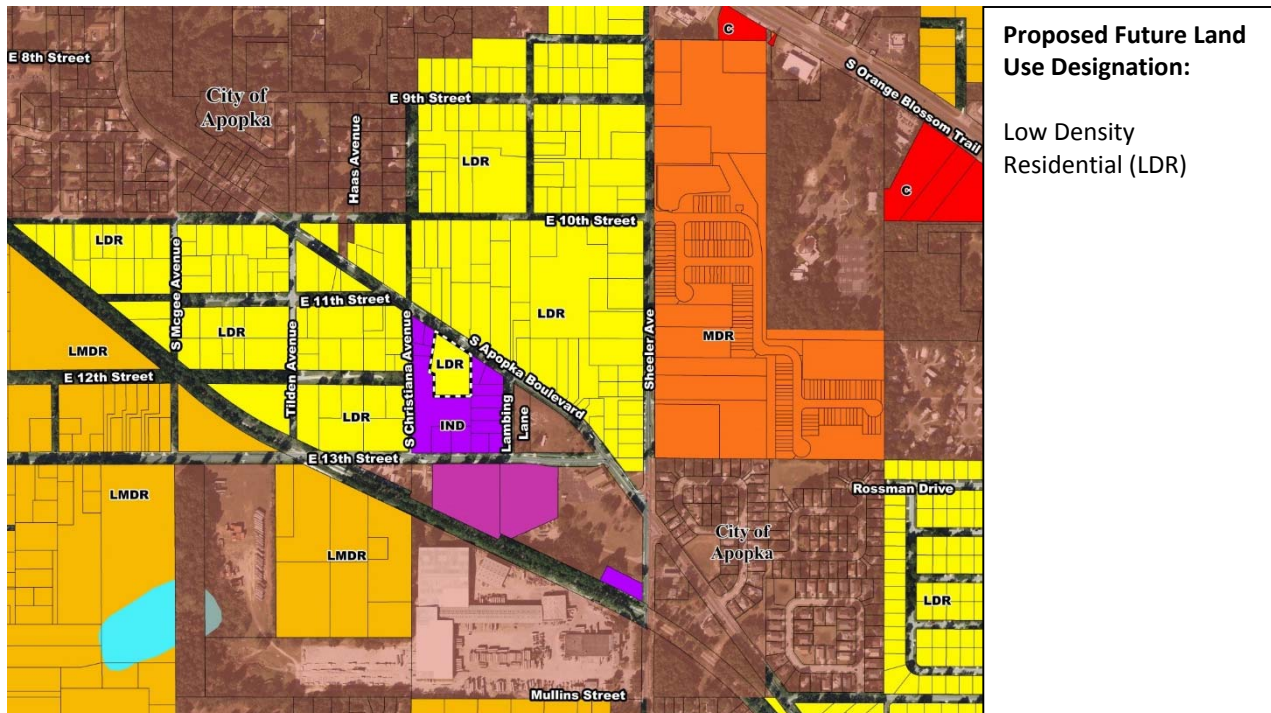 C
S Orange Blossom Trail
E 8th Street
City of
Apopka
E 9th Street
Haas Avenue
LDR
C
E 10th Street
LDR
S Mcgee Avenue
E 11th Street
Tilden Avenue
LDR
S Christiana Avenue
LDR
S Apopka Boulevard
LDR
Sheeler Ave
MDR
LMDR
E 12th Street
LDR
IND
Lambing
Lane
E 13th Street
LMDR
LMDR
Rossman Drive
City of
Apopka
LDR
Mullins Street
Proposed Future Land
Use Designation:
Low Density
Residential (LDR)